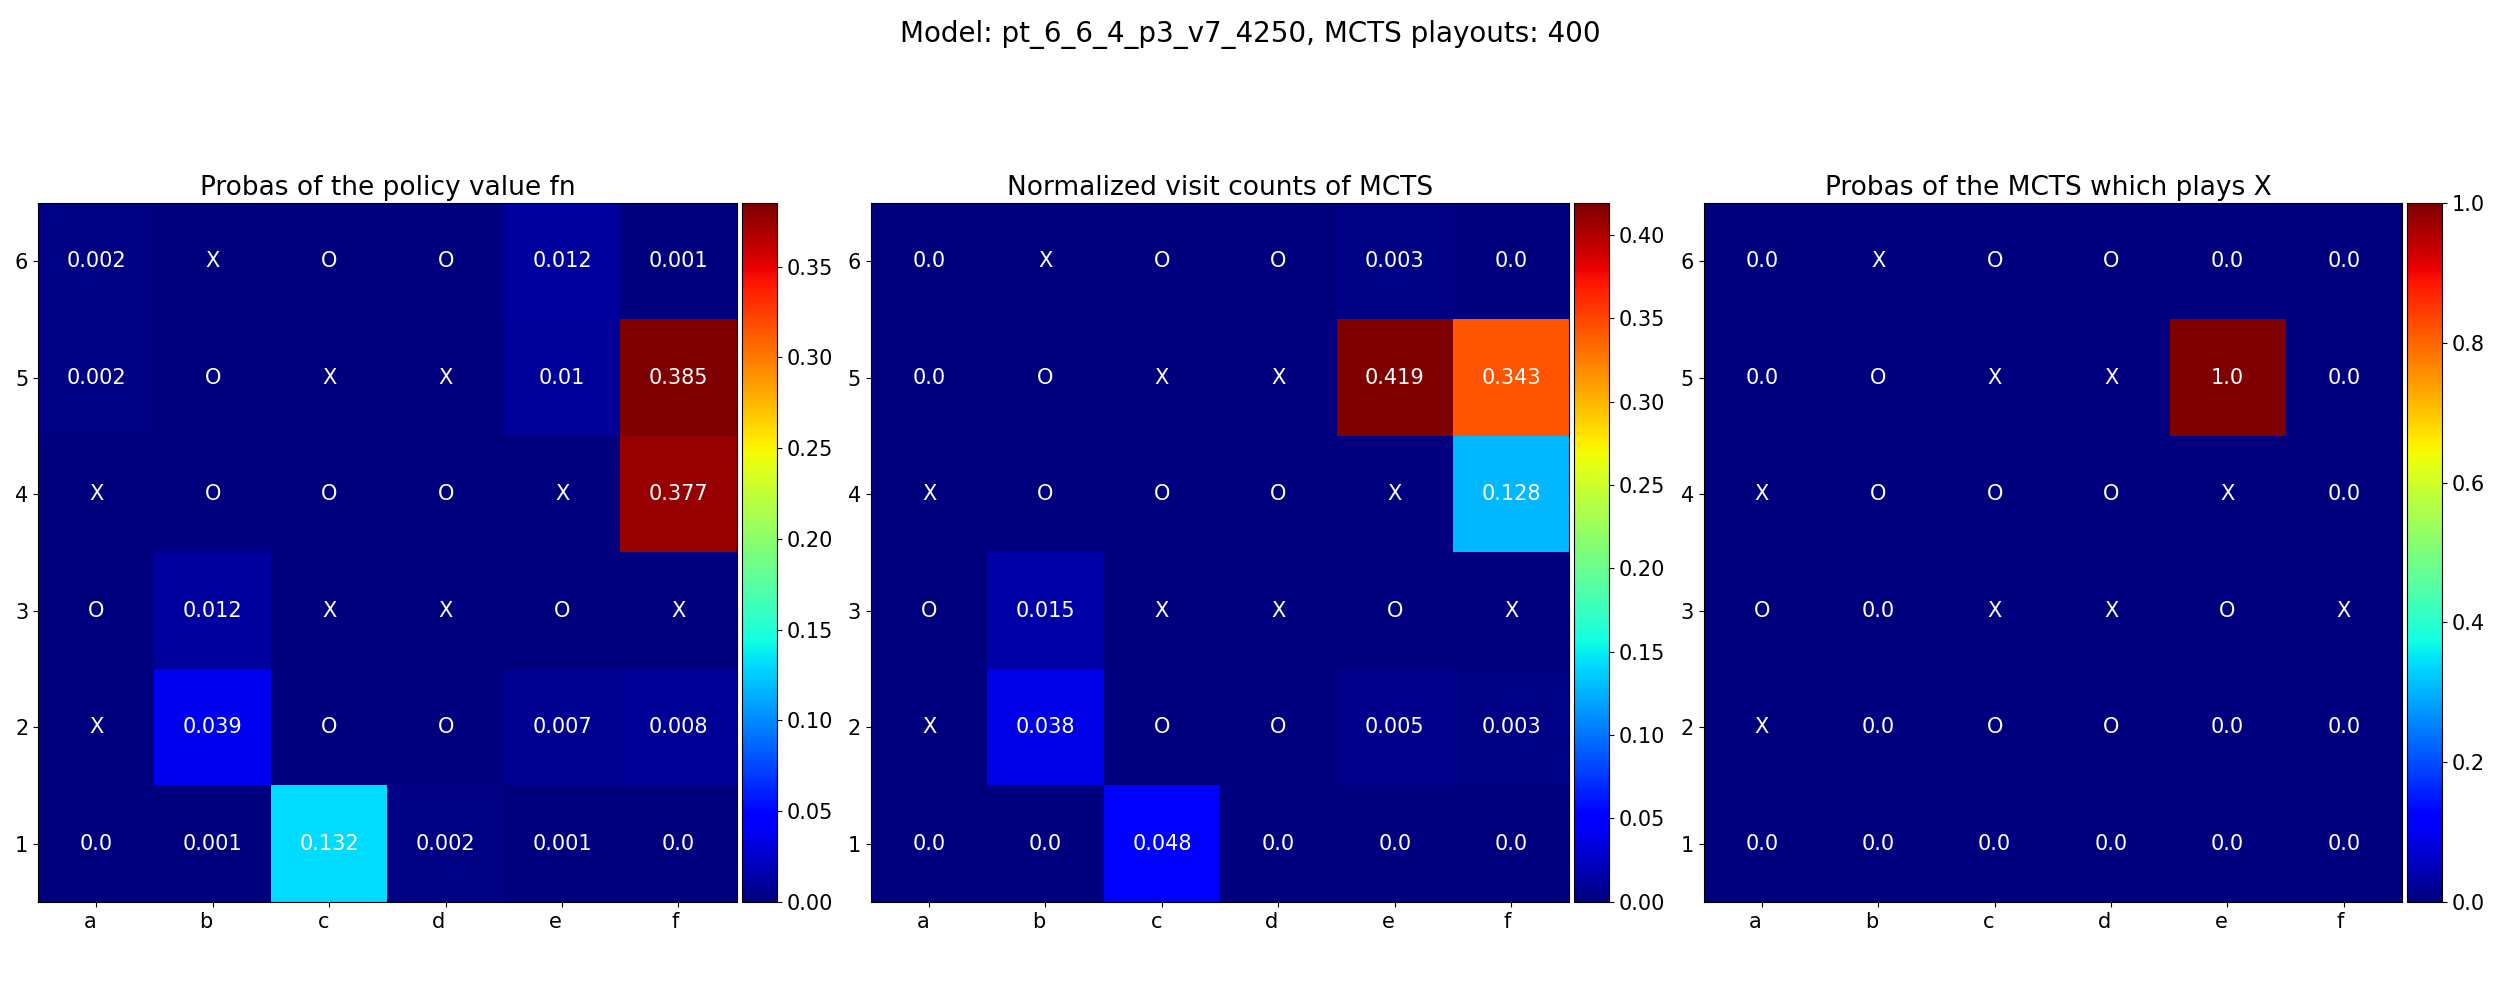 Model: pt_6_6_4_p3_v7_4250, MCTS playouts: 400
Probas of the policy value fn
6 0.002 X O O 0.012 0.001
5 0.002 O X X 0.01 0.385
4 X O O O X 0.377
3 O 0.012 X X O X
2 X 0.039 O O 0.007 0.008
1 0.0 0.001 0.132 0.002 0.001 0.0
a b c d e f
0.35
0.30
0.25
0.20
0.15
0.10
0.05
0.00
Normalized visit counts of MCTS
6 0.0 X O O 0.003 0.0
5 0.0 O X X 0.419 0.343
4 X O O O X 0.128
3 O 0.015 X X O X
2 X 0.038 O O 0.005 0.003
1 0.0 0.0 0.048 0.0 0.0 0.0
a b c d e f
0.40
0.35
0.30
0.25
0.20
0.15
0.10
0.05
0.00
Probas of the MCTS which plays X
6 0.0 X O O 0.0 0.0
5 0.0 O X X 1.0 0.0
4 X O O O X 0.0
3 O 0.0 X X O X
2 X 0.0 O O 0.0 0.0
1 0.0 0.0 0.0 0.0 0.0 0.0
a b c d e f
1.0
0.8
0.6
0.4
0.2
0.0